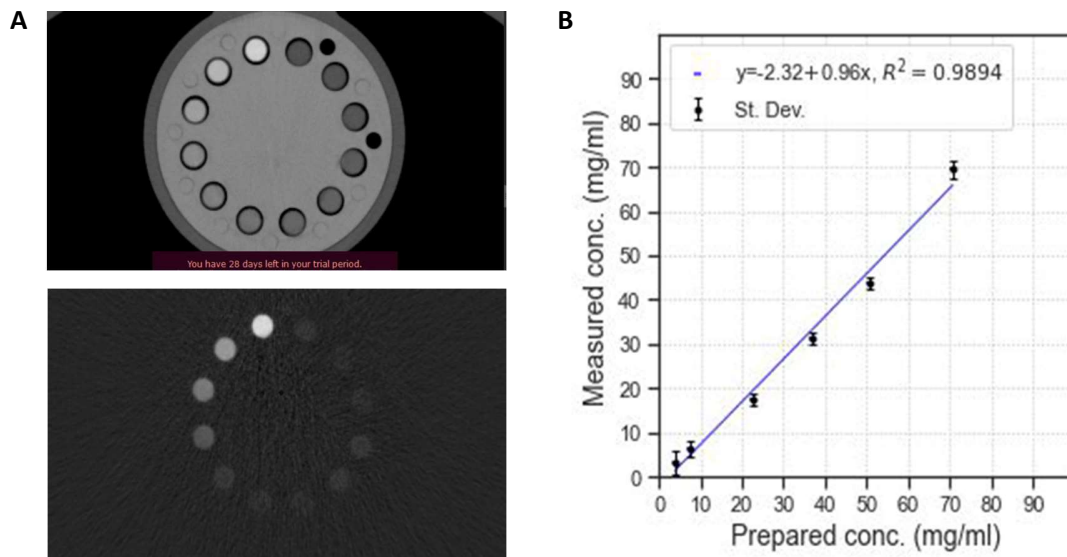 A
B
You have 28 days left in your trial period.
y=-2.32+0.96x, R² = 0.9894
St. Dev.
Measured conc. (mg/ml)
90
80
70
60
50
40
30
20
10
0
0 10 20 30 40 50 60 70 80 90
Prepared conc. (mg/ml)